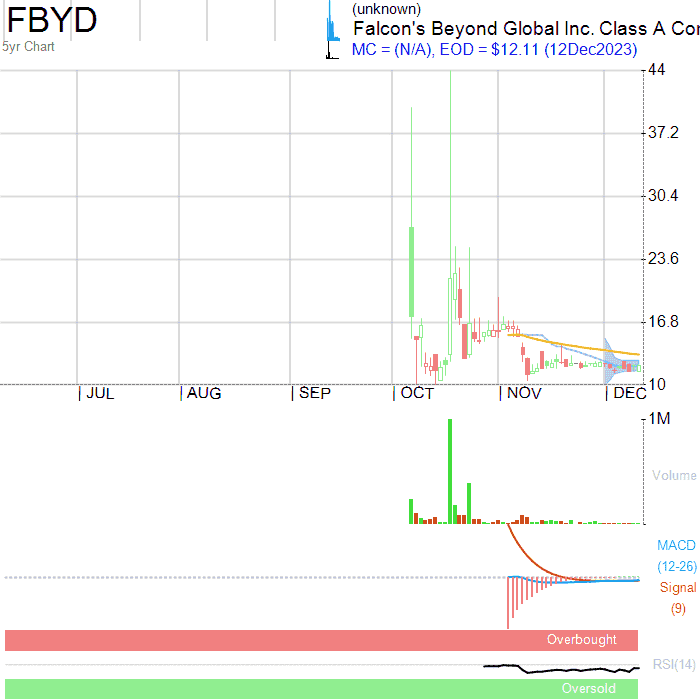 FBYD
5yr Chart
(unknown)
Falcon's Beyond Global Inc. Class A Cor
MC = (N/A), EOD = $12.11 (12Dec2023)
44
37.2
30.4
23.6
16.8
10
JUL AUG SEP OCT NOV DEC
1M
Volume
MACD
(12-26)
Signal
(9)
Overbought
RSI(14)
Oversold